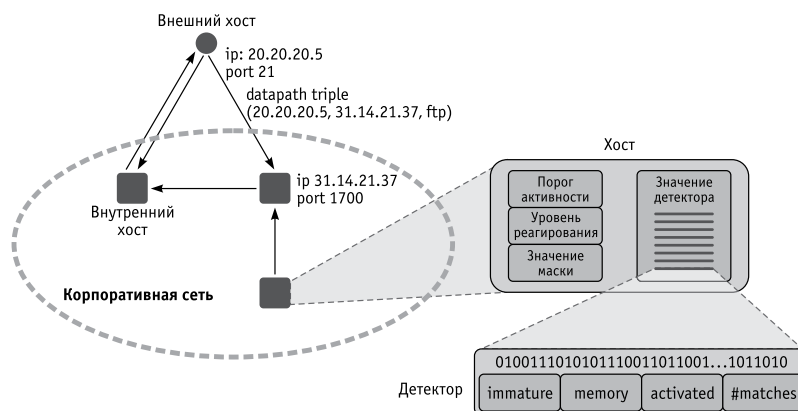 Внешний хост
ip: 20.20.20.5
port 21
datapath triple
(20.20.20.5, 31.14.21.37, ftp)
ip 31.14.21.37
port 1700
Внутренний
хост
Корпоративная сеть
Хост
Порог
активности
Уровень
реагирования
Значение
маски
Значение
детектора
0100111010101110011011001...1011010
Детектор
immature
memory
activated
#matches